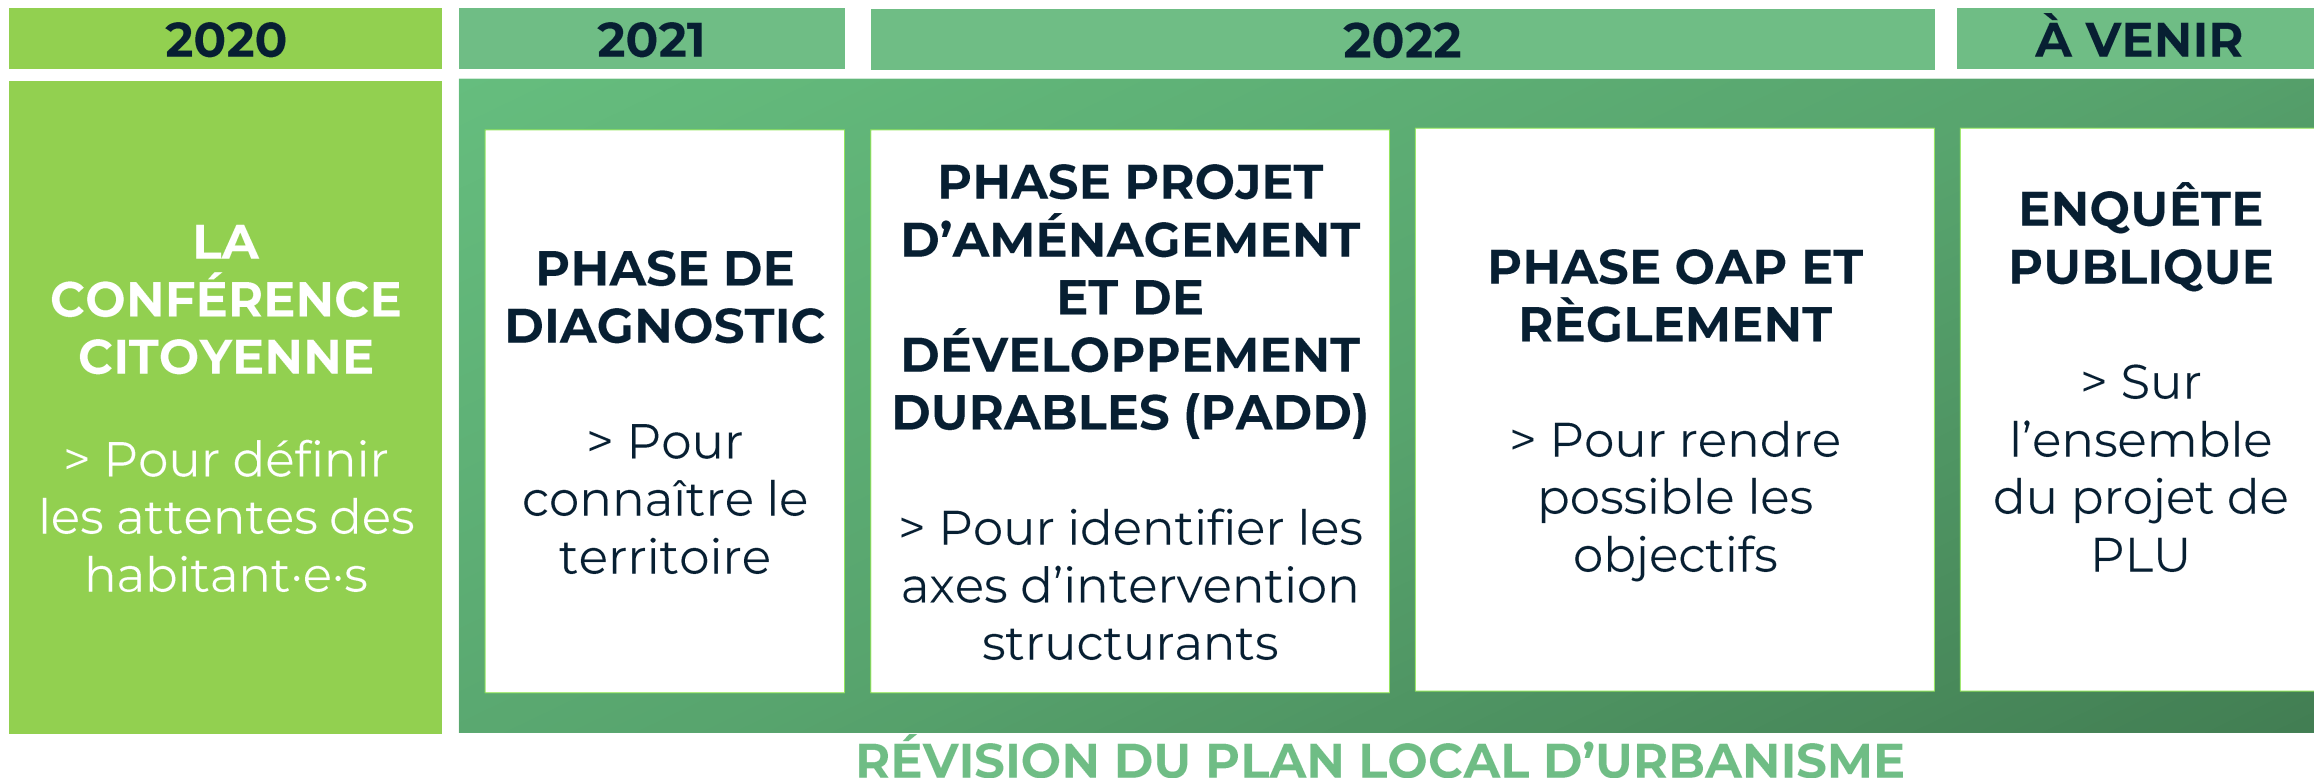 2020
LA
CONFÉRENCE
CITOYENNE
> Pour définir
les attentes des
habitant·e·s
2021
PHASE DE
DIAGNOSTIC
> Pour
connaître le
territoire
2022
PHASE PROJET
D’AMÉNAGEMENT
ET DE
DÉVELOPPEMENT
DURABLES (PADD)
> Pour identifier les
axes d’intervention
structurants
PHASE OAP ET
RÈGLEMENT
> Pour rendre
possible les
objectifs
À VENIR
ENQUÊTE
PUBLIQUE
> Sur
l’ensemble
du projet de
PLU
RÉVISION DU PLAN LOCAL D’URBANISME